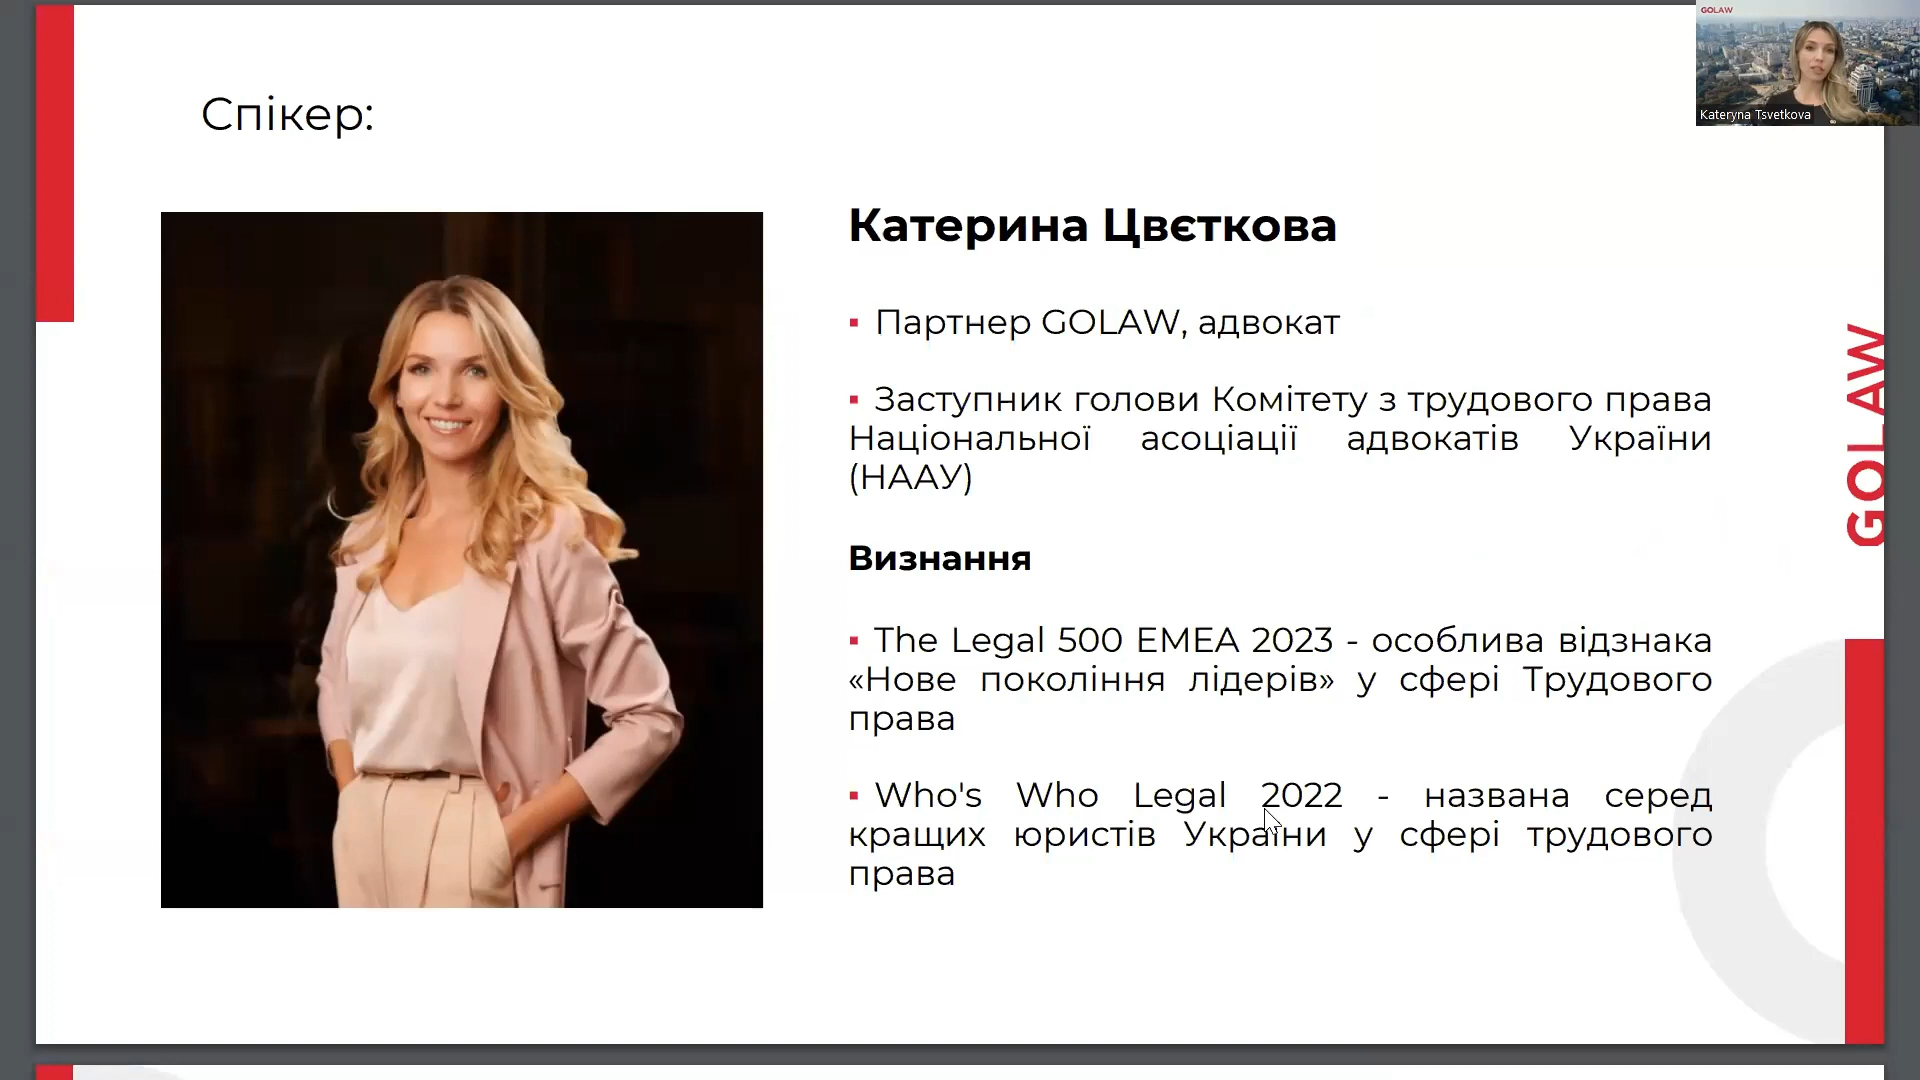 GOLAW
Kateryna Tsvetkova
Спікер:
Катерина Цвєткова
▪ Партнер GOLAW, адвокат
▪ Заступник голови Комітету з трудового права
Національної асоціації адвокатів України
(НААУ)
Визнання
▪ The Legal 500 EMEA 2023 - особлива відзнака
«Нове покоління лідерів» у сфері Трудового
права
▪ Who's Who Legal 2022 - названа серед
кращих юристів України у сфері трудового
права
GOLAW